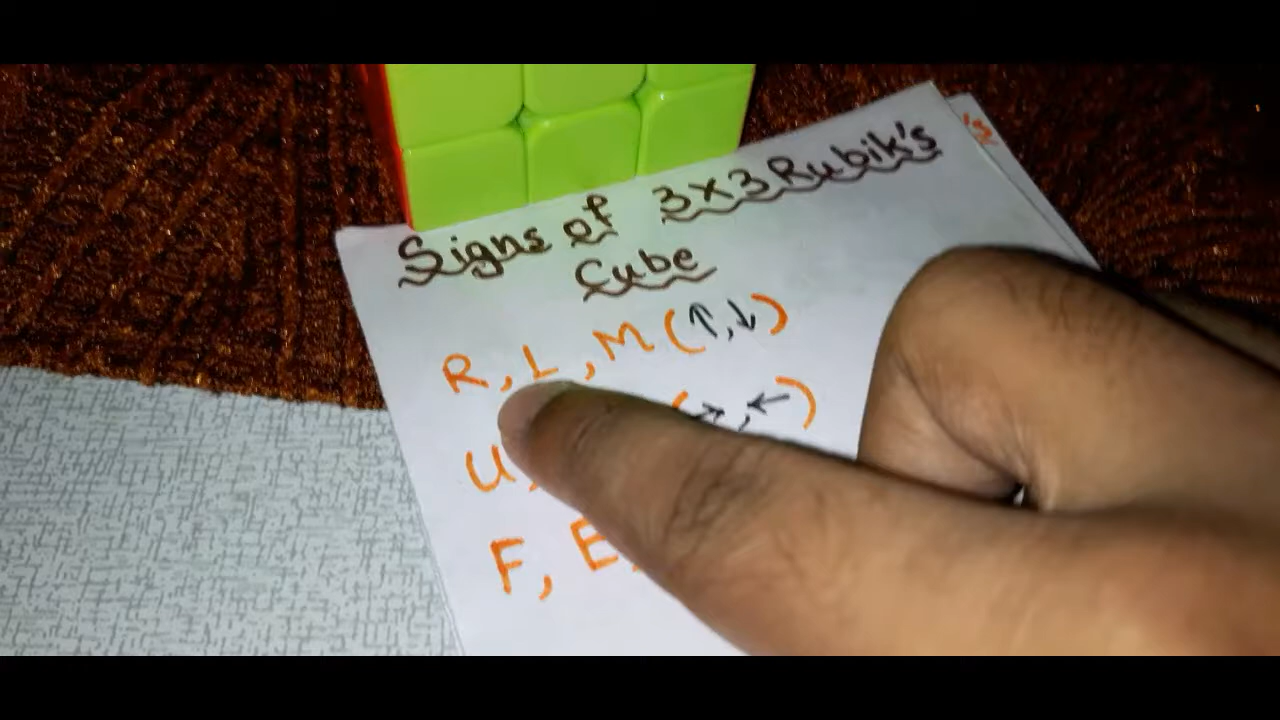 Signs of 3x3 Rubik's
Cube
R, L, M (↑,↓)
U, (→,←)
F, E,
's